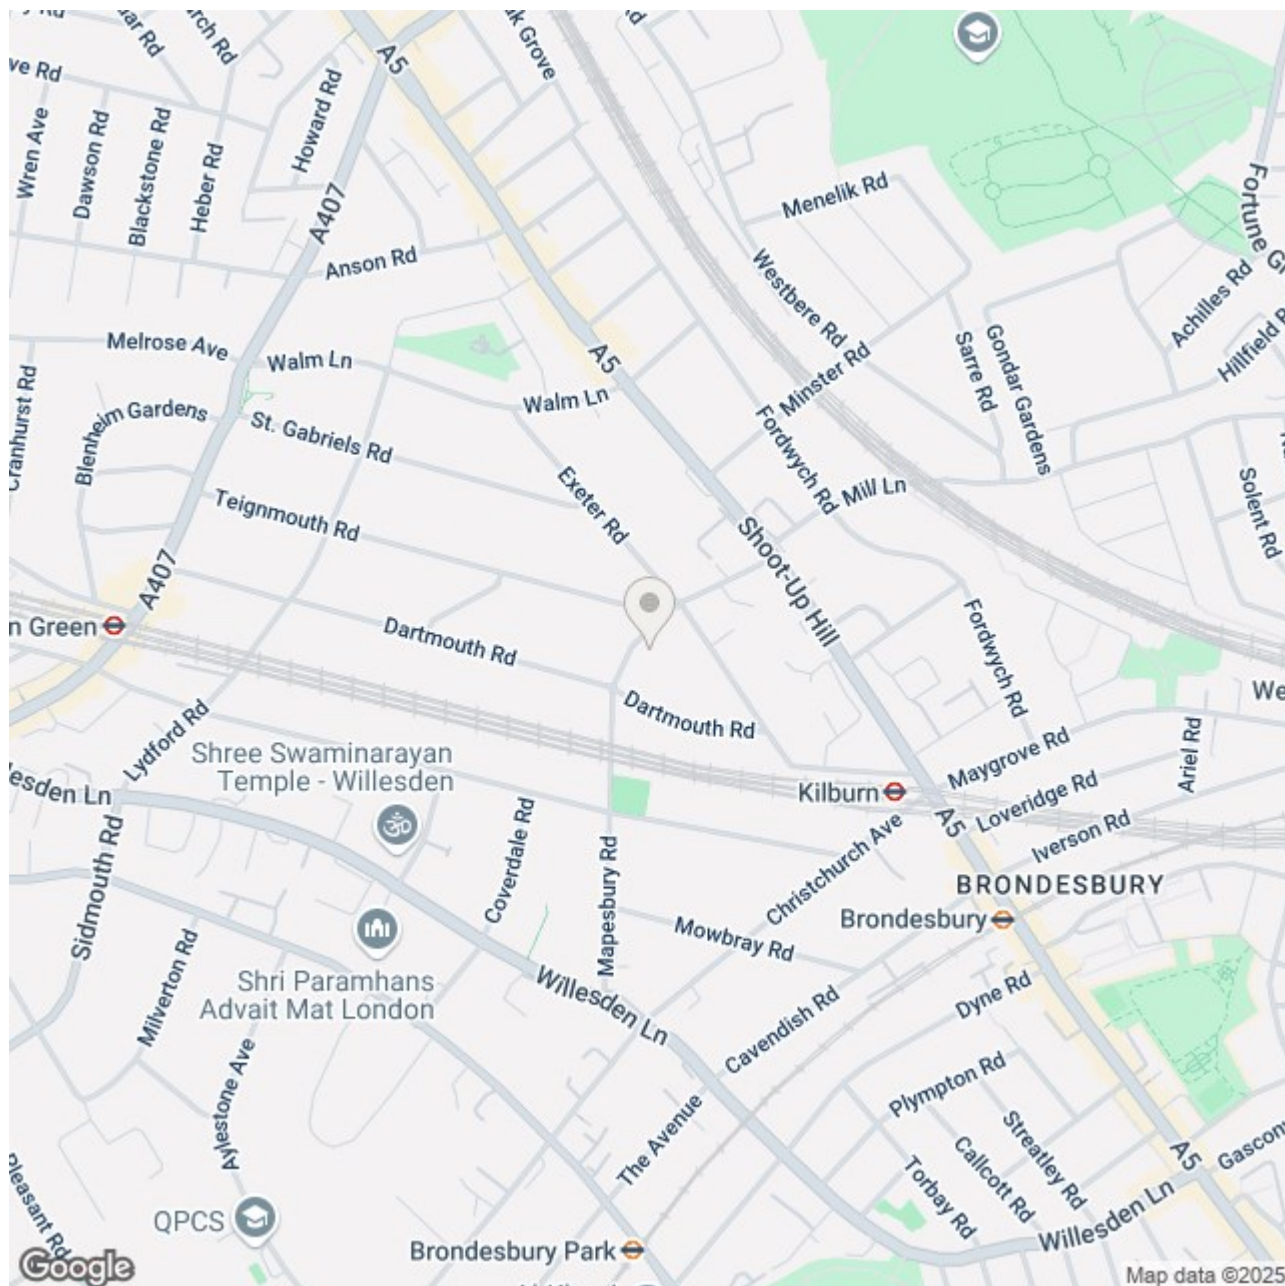 A5
Howard Rd
ve Rd
Wren Ave
Dawson Rd
Blackstone Rd
Heber Rd
A407
Anson Rd
Menelik Rd
Westbere Rd
Fortune G
Achilles Rd
Melrose Ave
Walm Ln
A5
Minster Rd
Sarre Rd
Gondar Gardens
Cranhurst Rd
Blenheim Gardens
St. Gabriels Rd
Walm Ln
Fordwych Rd
Mill Ln
Solent Rd
Teignmouth Rd
Exeter Rd
Shoot-Up Hill
A407
n Green
Dartmouth Rd
Fordwych Rd
We
Lydford Rd
Dartmouth Rd
Maygrove Rd
Ariel Rd
Shree Swaminarayan
Temple - Willesden
lesden Ln
Kilburn
Loveridge Rd
A5
Iverson Rd
Sidmouth Rd
Coverdale Rd
Mapesbury Rd
Christchurch Ave
BRONDESBURY
Brondesbury
Mowbray Rd
Milverton Rd
Shri Paramhans
Advait Mat London
Willesden Ln
Cavendish Rd
Dyne Rd
Aylestone Ave
Plympton Rd
The Avenue
Streatley Rd
Callcott Rd
Torbay Rd
A5
Willesden Ln
Pleasant Rd
QPCS
Brondesbury Park
Google
Map data ©2025